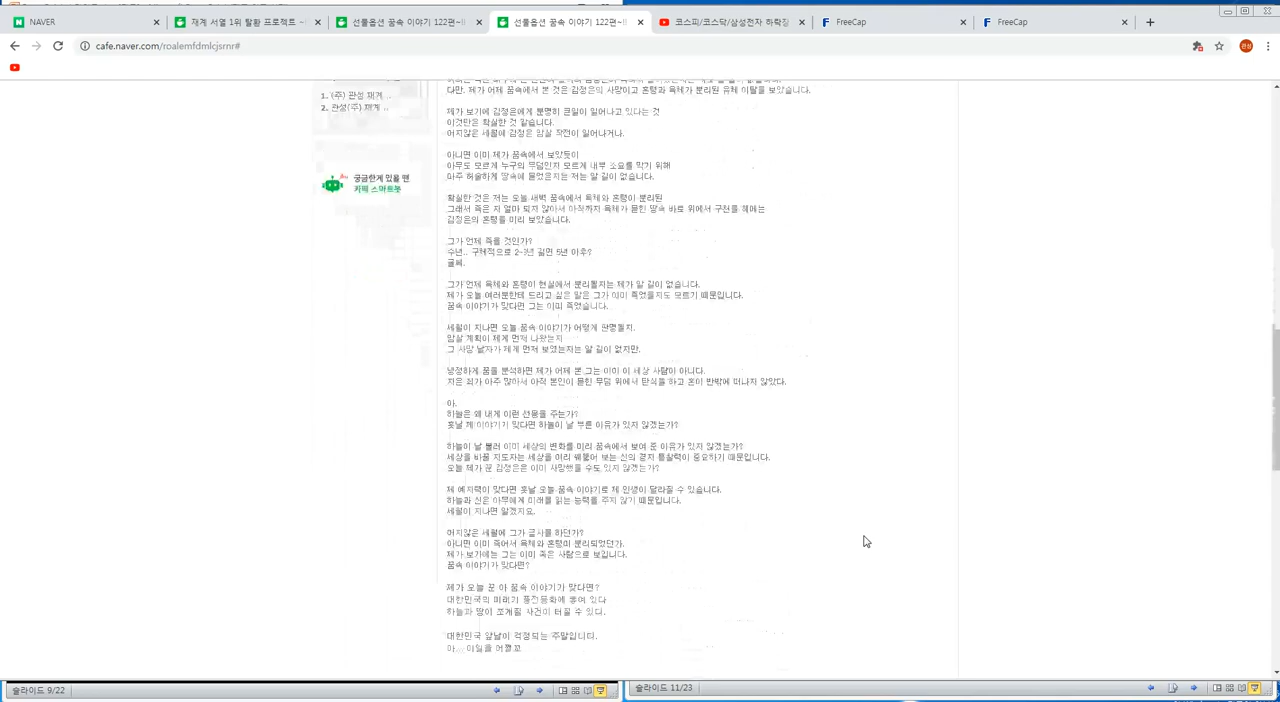 NAVER
재계 서열 1위 탈환 프로젝트 -
선물옵션 꿈속 이야기 122편~!!
선물옵션 꿈속 이야기 122편~!!
코스피/코스닥/삼성전자 하락장
FreeCap
FreeCap
cafe.naver.com/roalemfdmlcjsrnr#
1. (주) 완성 재계 ..
2. 완성(주) 재계 ..
궁금한게 있을 땐
카페 스마트봇
다만. 제가 어제 꿈속에서 본 것은 김정은의 사망이고 혼령과 육체가 분리된 유체 이탈을 보았습니다.
제가 보기에 김정은에게 분명히 큰일이 일어나고 있다는 것
이것만은 확실한 것 같습니다.
머지않은 세월에 김정은 암살 작전이 일어나거나.
아니면 이미 제가 꿈속에서 보았듯이
아무도 모르게 누구의 무덤인지 모르게 내부 소요를 막기 위해
아주 허술하게 땅속에 묻었을지는 저는 알 길이 없습니다.
확실한 것은 저는 오늘 새벽 꿈속에서 육체와 혼령이 분리된
그래서 죽은 지 얼마 되지 않아서 아직까지 육체가 묻힌 땅속 바로 위에서 구천을 헤매는
김정은의 혼령을 미리 보았습니다.
그가 언제 죽을 것인가?
수년.. 구체적으로 2-3년 길면 5년 이후?
글쎄.
그가 언제 육체와 혼령이 현실에서 분리될지는 제가 알 길이 없습니다.
제가 오늘 여러분한테 드리고 싶은 말은 그가 이미 죽었을지도 모르기 때문입니다.
꿈속 이야기가 맞다면 그는 이미 죽었습니다.
세월이 지나면 오늘 꿈속 이야기가 어떻게 판명될지.
암살 계획이 제게 먼저 나왔는지
그 사망 날자가 제게 먼저 보였는지는 알 길이 없지만.
냉정하게 꿈을 분석하면 제가 어제 본 그는 이미 이 세상 사람이 아니다.
지은 죄가 아주 많아서 아직 본인이 묻힌 무덤 위에서 탄식을 하고 혼이 반밖에 떠나지 않았다.
아.
하늘은 왜 내게 이런 선몽을 주는가?
훗날 제 이야기가 맞다면 하늘이 날 부른 이유가 있지 않겠는가?
하늘이 날 불러 이미 세상의 변화를 미리 꿈속에서 보여 준 이유가 있지 않겠는가?
세상을 바꿀 지도자는 세상을 미리 꿰뚫어 보는 신의 경지 통찰력이 중요하기 때문입니다.
오늘 제가 꾼 김정은은 이미 사망했을 수도 있지 않겠는가?
제 예지력이 맞다면 훗날 오늘 꿈속 이야기로 제 인생이 달라질 수 있습니다.
하늘과 신은 아무에게 미래를 읽는 능력을 주지 않기 때문입니다.
세월이 지나면 알겠지요.
머지않은 세월에 그가 급사를 하던가?
아니면 이미 죽어서 육체와 혼령이 분리되었던가.
제가 보기에는 그는 이미 죽은 사람으로 보입니다.
꿈속 이야기가 맞다면?
제가 오늘 꾼 이 꿈속 이야기가 맞다면?
대한민국의 미래가 풍전등화에 놓여 있다
하늘과 땅이 쪼개질 사건이 터질 수 있다.
대한민국 앞날이 걱정되는 주말입니다.
아... 이일을 어쩔꼬
슬라이드 9/22
슬라이드 11/23